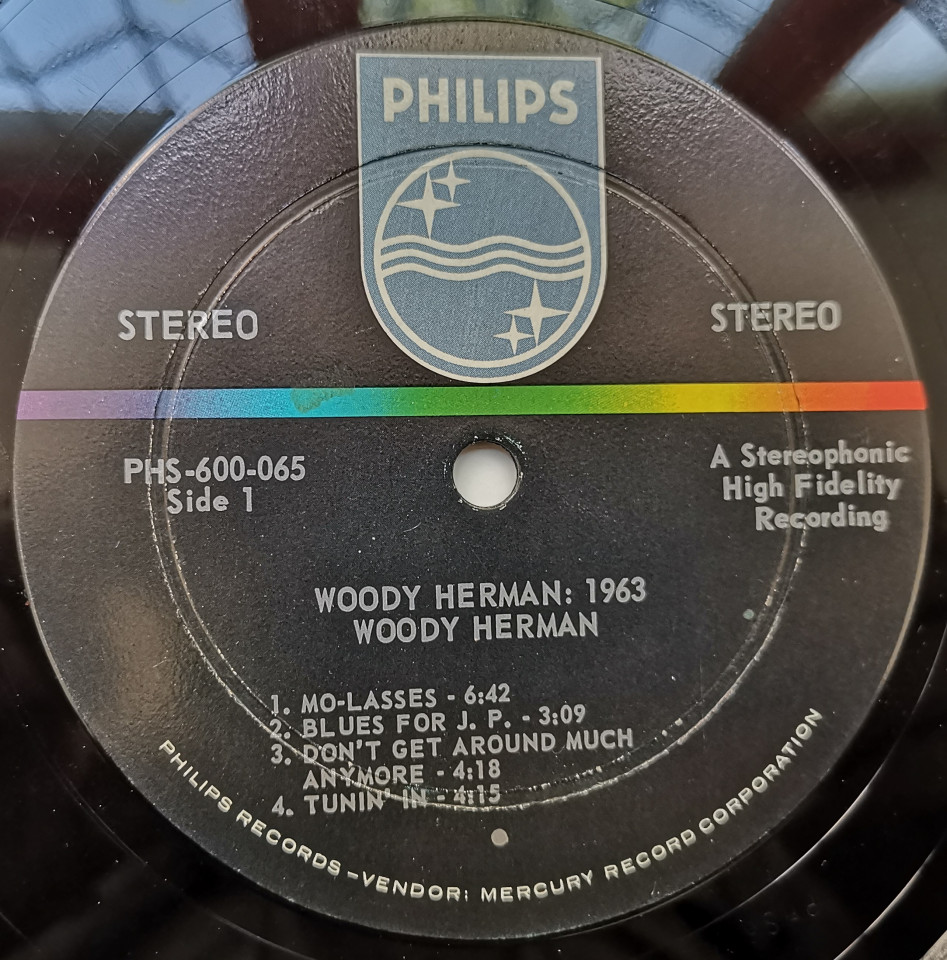 PHILIPS
STEREO
STEREO
PHS-600-065
Side 1
A Stereophonic
High Fidelity
Recording
WOODY HERMAN: 1963
WOODY HERMAN
1. MO-LASSES - 6:42
2. BLUES FOR J. P. - 3:09
3. DON'T GET AROUND MUCH
ANYMORE - 4:18
4. TUNIN' IN - 4:15
PHILIPS RECORDS – VENDOR: MERCURY RECORD CORPORATION